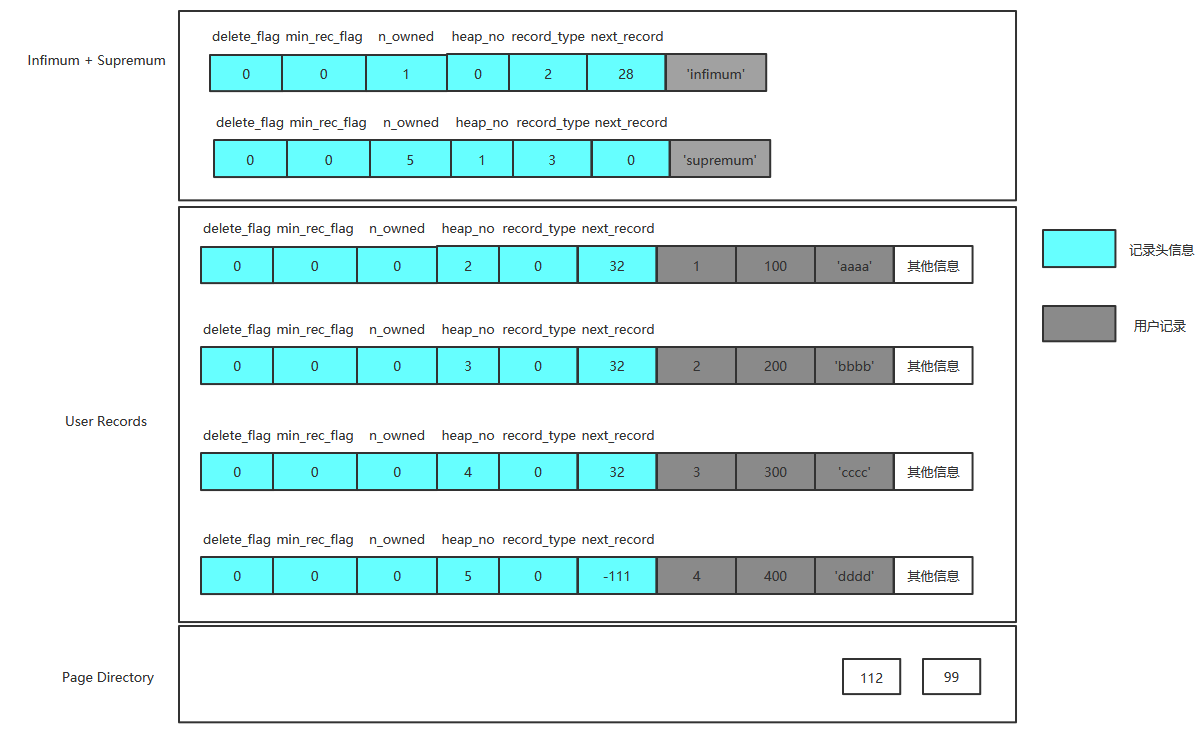 delete_flag min_rec_flag n_owned heap_no record_type next_record
Infimum + Supremum
0 0 1 0 2 28 'infimum'
delete_flag min_rec_flag n_owned heap_no record_type next_record
0 0 5 1 3 0 'supremum'
delete_flag min_rec_flag n_owned heap_no record_type next_record
0 0 0 2 0 32 1 100 'aaaa' 其他信息
记录头信息
delete_flag min_rec_flag n_owned heap_no record_type next_record
用户记录
0 0 0 3 0 32 2 200 'bbbb' 其他信息
User Records
delete_flag min_rec_flag n_owned heap_no record_type next_record
0 0 0 4 0 32 3 300 'cccc' 其他信息
delete_flag min_rec_flag n_owned heap_no record_type next_record
0 0 0 5 0 -111 4 400 'dddd' 其他信息
Page Directory
112 99